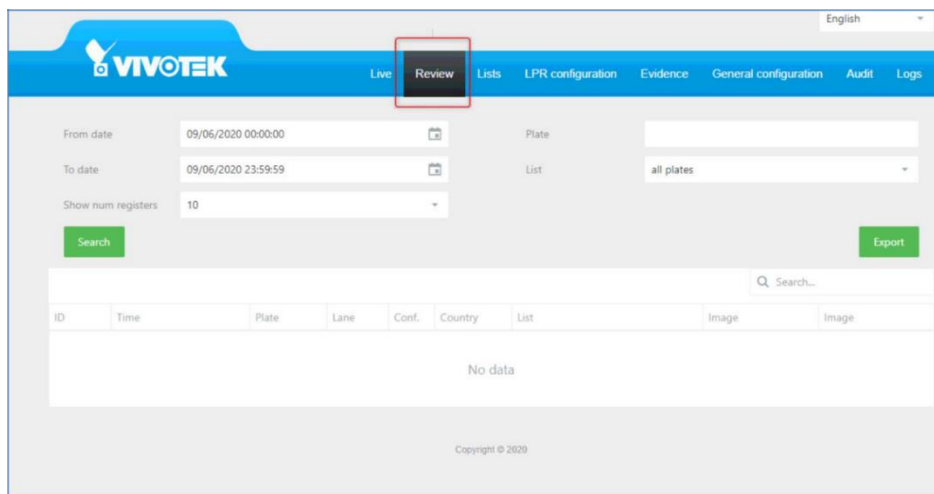 English
VIVOTEK
Live Review Lists LPR configuration Evidence General configuration Audit Logs
From date 09/06/2020 00:00:00 Plate
To date 09/06/2020 23:59:59 List all plates
Show num registers 10
Search Export
Search...
ID Time Plate Lane Conf. Country List Image Image
No data
Copyright © 2020